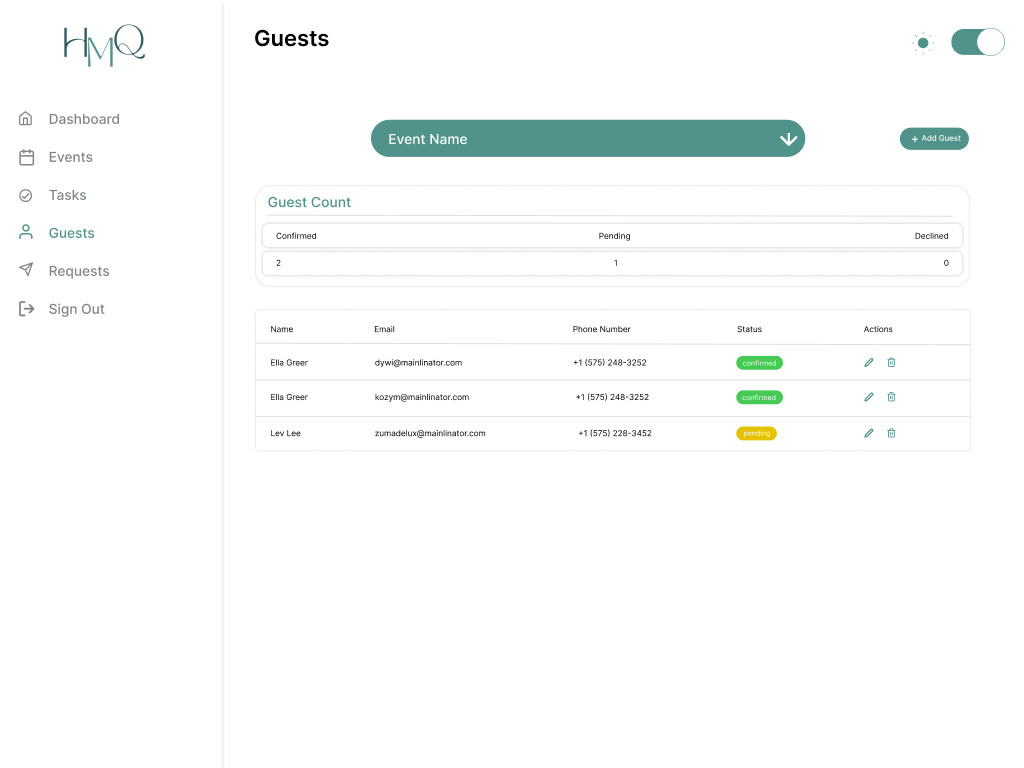 HMQ
Guests
Dashboard
Events
Tasks
Guests
Requests
Sign Out
Event Name
+ Add Guest
Guest Count
Confirmed Pending Declined
2 1 0
Name Email Phone Number Status Actions
Ella Greer dywi@mainlinator.com +1 (575) 248-3252 confirmed
Ella Greer kozym@mainlinator.com +1 (575) 248-3252 confirmed
Lev Lee zumadelux@mainlinator.com +1 (575) 228-3452 pending